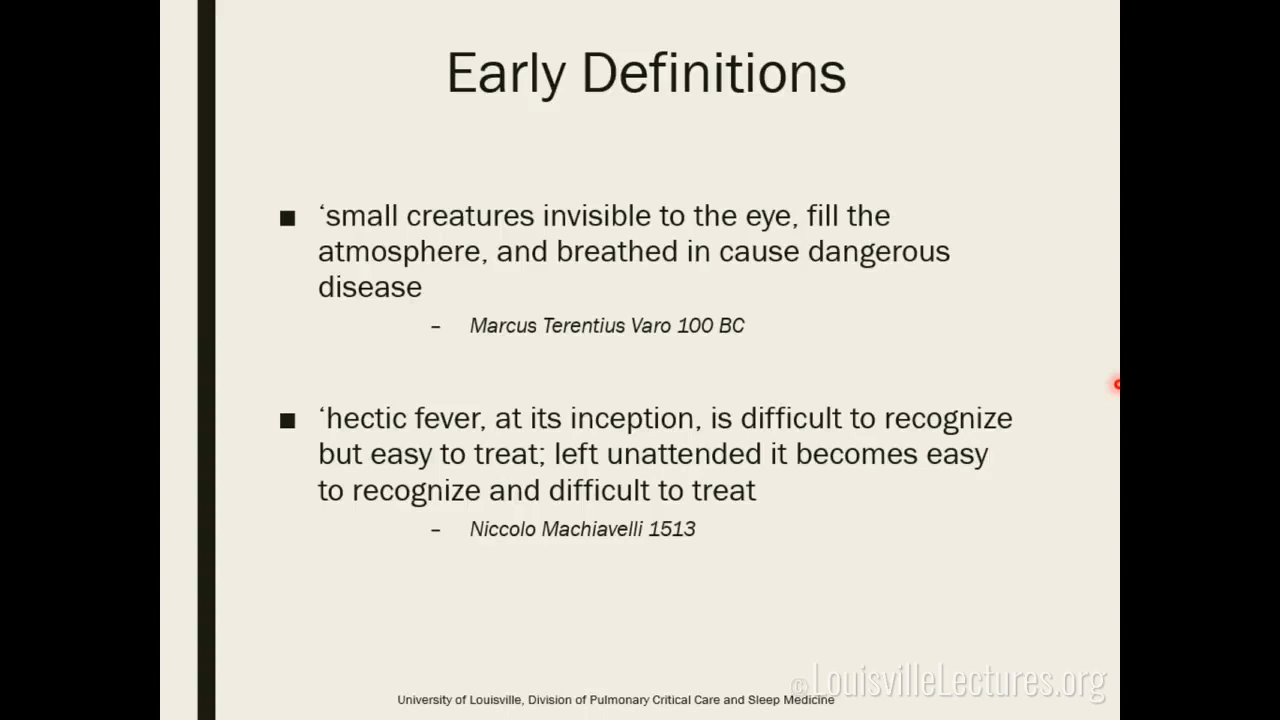 Early Definitions
■ ‘small creatures invisible to the eye, fill the
atmosphere, and breathed in cause dangerous
disease
– Marcus Terentius Varo 100 BC
■ ‘hectic fever, at its inception, is difficult to recognize
but easy to treat; left unattended it becomes easy
to recognize and difficult to treat
– Niccolo Machiavelli 1513
©LouisvilleLectures.org
University of Louisville, Division of Pulmonary Critical Care and Sleep Medicine